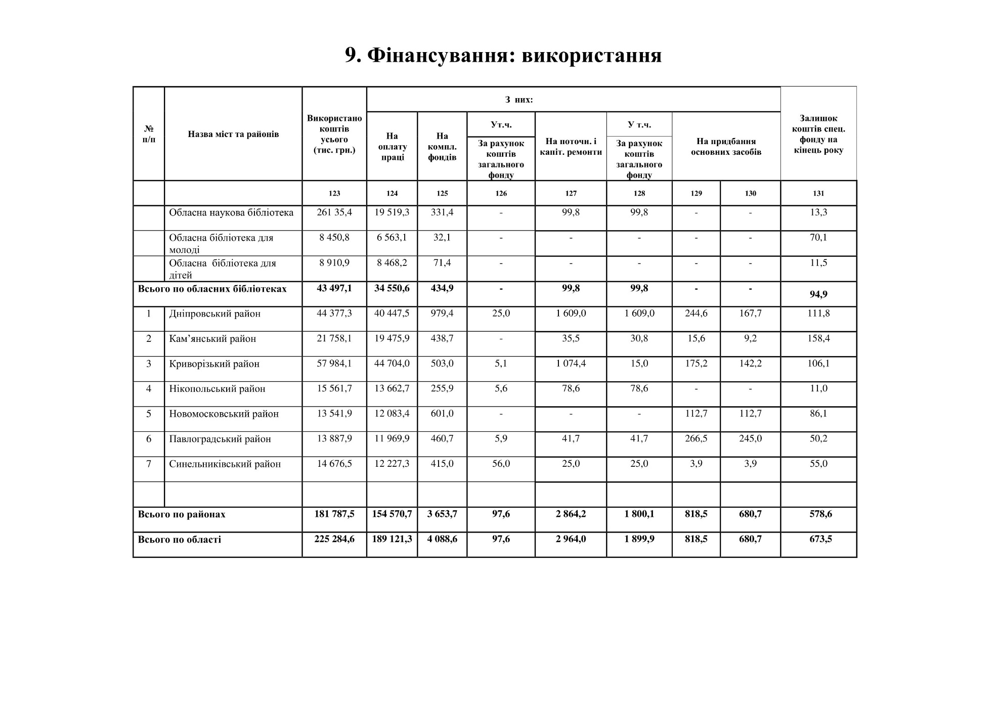 9. Фінансування: використання
№ п/п
Назва міст та районів
Використано коштів усього (тис. грн.)
З них:
На оплату праці
На компл. фондів
Ут.ч.
За рахунок коштів загального фонду
На поточн. і капіт. ремонти
У т.ч.
За рахунок коштів загального фонду
На придбання основних засобів
Залишок коштів спец. фонду на кінець року
123 124 125 126 127 128 129 130 131
Обласна наукова бібліотека 261 35,4 19 519,3 331,4 - 99,8 99,8 - - 13,3
Обласна бібліотека для молоді 8 450,8 6 563,1 32,1 - - - - - 70,1
Обласна бібліотека для дітей 8 910,9 8 468,2 71,4 - - - - - 11,5
Всього по обласних бібліотеках 43 497,1 34 550,6 434,9 - 99,8 99,8 - - 94,9
1 Дніпровський район 44 377,3 40 447,5 979,4 25,0 1 609,0 1 609,0 244,6 167,7 111,8
2 Кам’янський район 21 758,1 19 475,9 438,7 - 35,5 30,8 15,6 9,2 158,4
3 Криворізький район 57 984,1 44 704,0 503,0 5,1 1 074,4 15,0 175,2 142,2 106,1
4 Нікопольський район 15 561,7 13 662,7 255,9 5,6 78,6 78,6 - - 11,0
5 Новомосковський район 13 541,9 12 083,4 601,0 - - - 112,7 112,7 86,1
6 Павлоградський район 13 887,9 11 969,9 460,7 5,9 41,7 41,7 266,5 245,0 50,2
7 Синельниківський район 14 676,5 12 227,3 415,0 56,0 25,0 25,0 3,9 3,9 55,0
Всього по районах 181 787,5 154 570,7 3 653,7 97,6 2 864,2 1 800,1 818,5 680,7 578,6
Всього по області 225 284,6 189 121,3 4 088,6 97,6 2 964,0 1 899,9 818,5 680,7 673,5